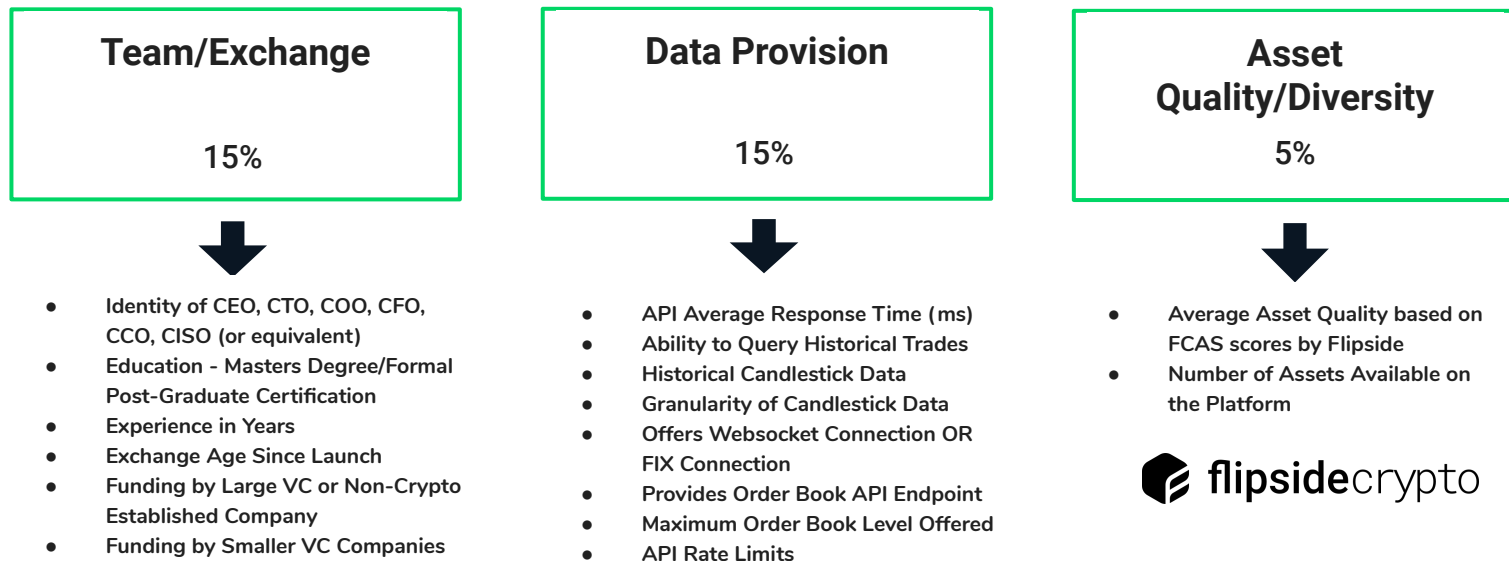 Team/Exchange
15%
● Identity of CEO, CTO, COO, CFO,
CCO, CISO (or equivalent)
● Education - Masters Degree/Formal
Post-Graduate Certification
● Experience in Years
● Exchange Age Since Launch
● Funding by Large VC or Non-Crypto
Established Company
● Funding by Smaller VC Companies
Data Provision
15%
● API Average Response Time (ms)
● Ability to Query Historical Trades
● Historical Candlestick Data
● Granularity of Candlestick Data
● Offers Websocket Connection OR
FIX Connection
● Provides Order Book API Endpoint
● Maximum Order Book Level Offered
● API Rate Limits
Asset
Quality/Diversity
5%
● Average Asset Quality based on
FCAS scores by Flipside
● Number of Assets Available on
the Platform
flipsidecrypto